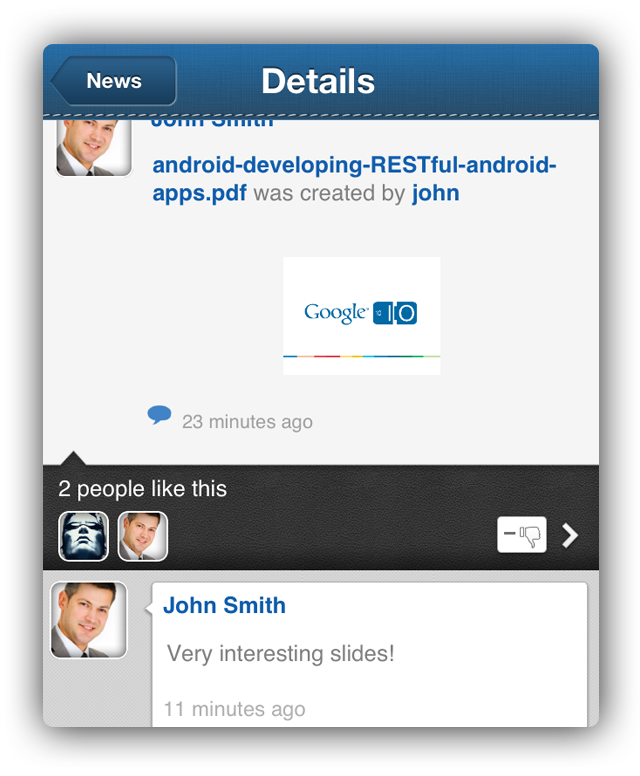 News
Details
John Smith
android-developing-RESTful-android-
apps.pdf was created by john
Google IO
23 minutes ago
2 people like this
John Smith
Very interesting slides!
11 minutes ago